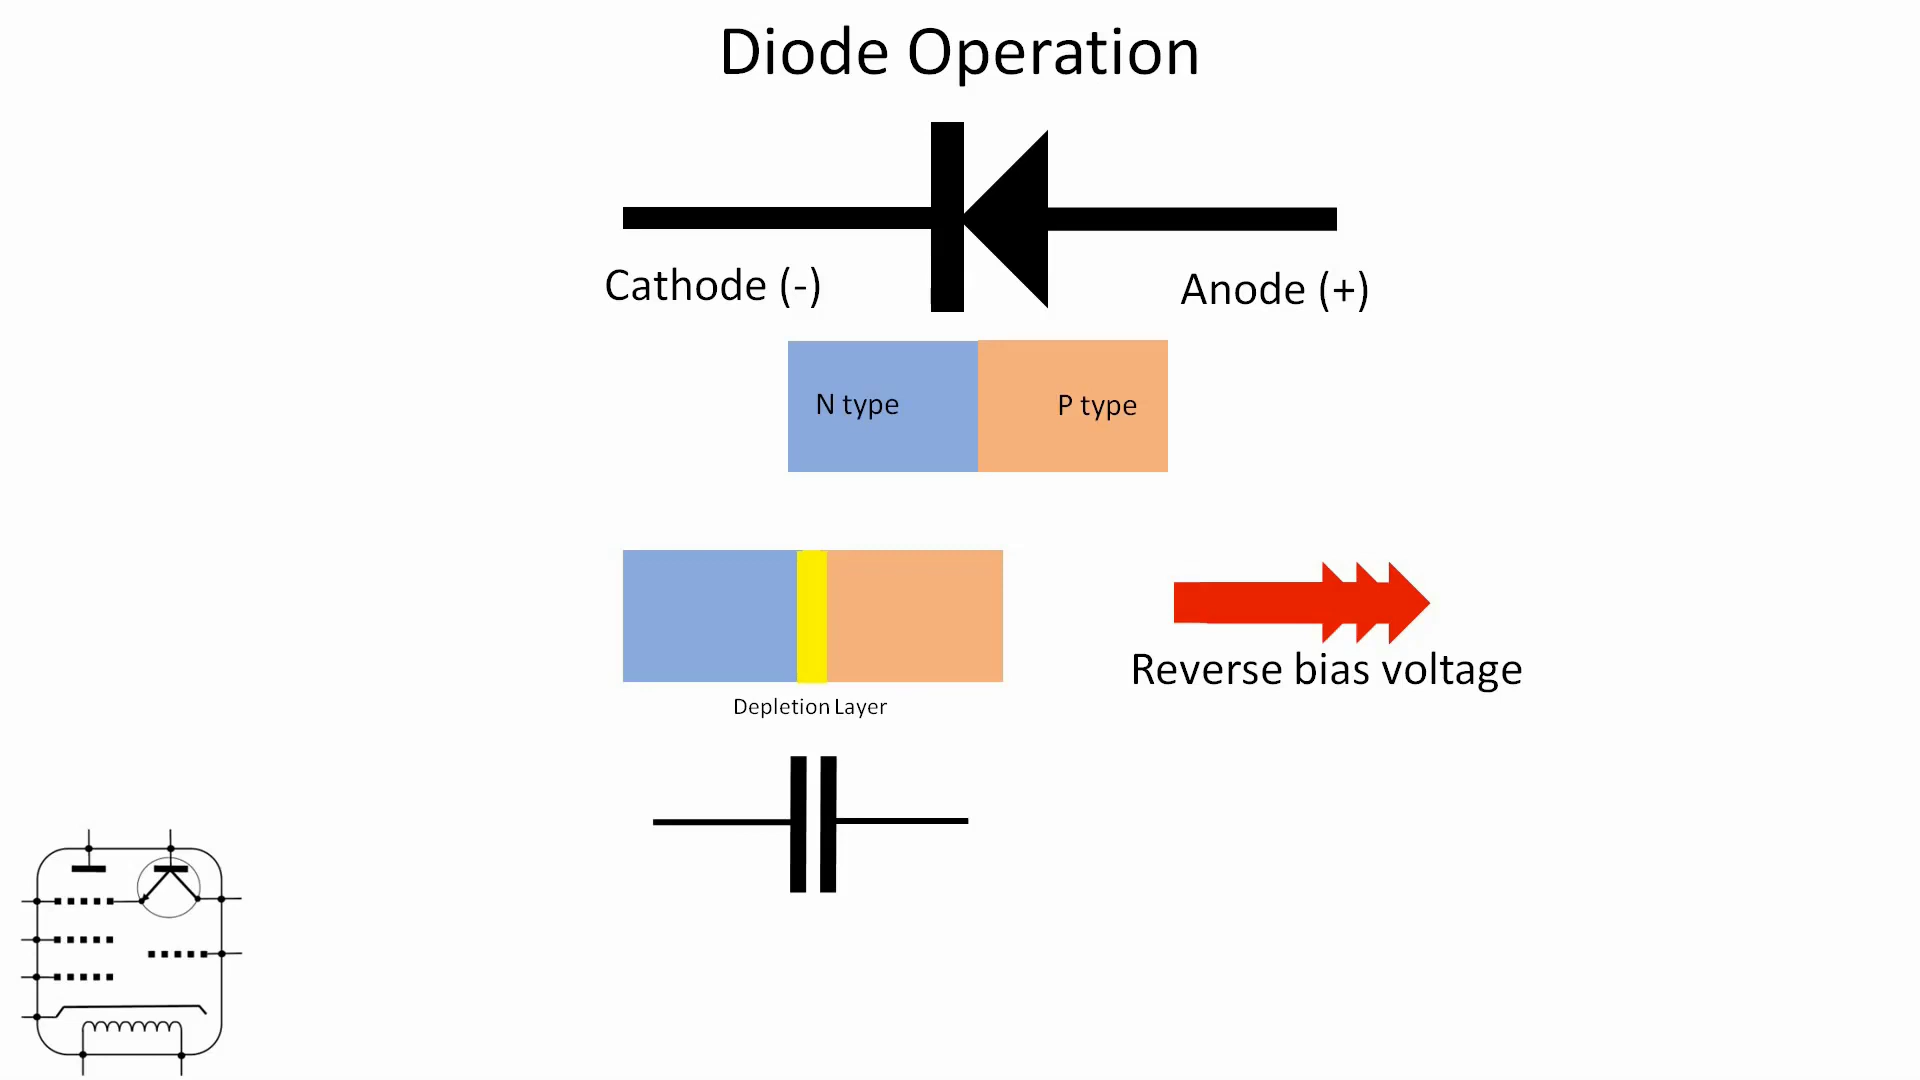 Diode Operation
Cathode (-)
Anode (+)
N type
P type
Reverse bias voltage
Depletion Layer